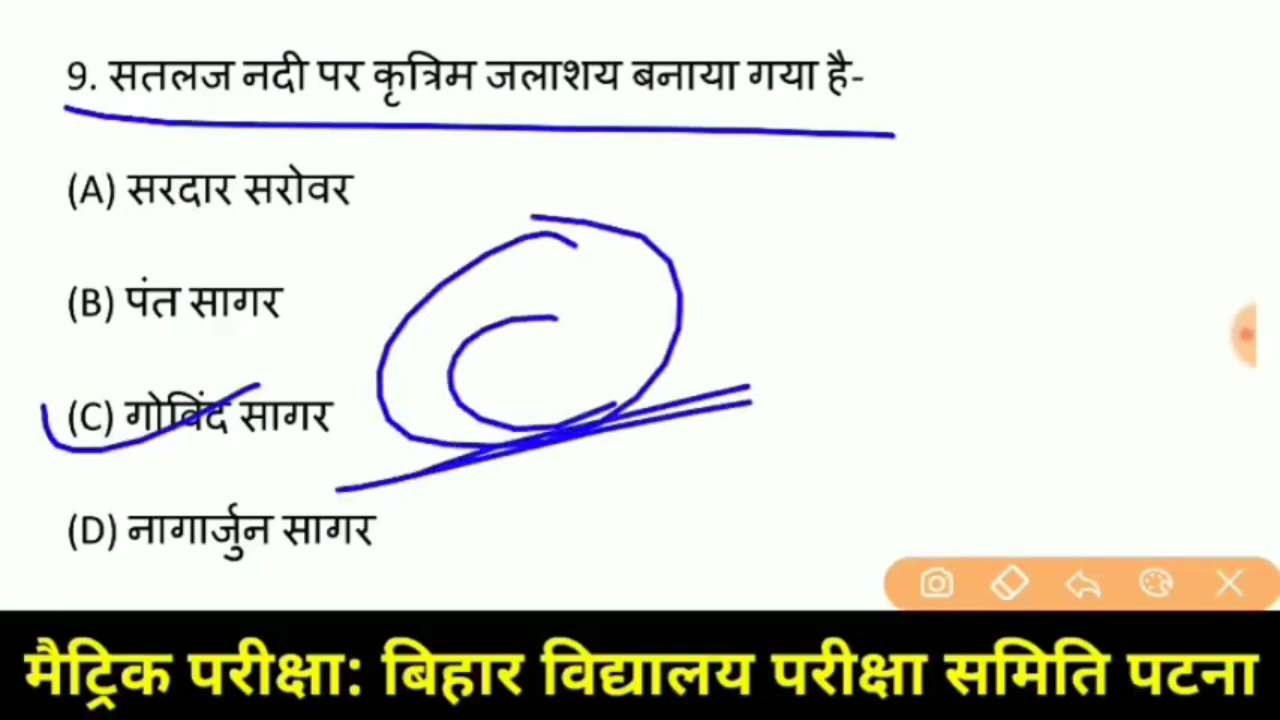 9. सतलज नदी पर कृत्रिम जलाशय बनाया गया है-
(A) सरदार सरोवर
(B) पंत सागर
(C) गोविंद सागर
(D) नागार्जुन सागर
मैट्रिक परीक्षा: बिहार विद्यालय परीक्षा समिति पटना